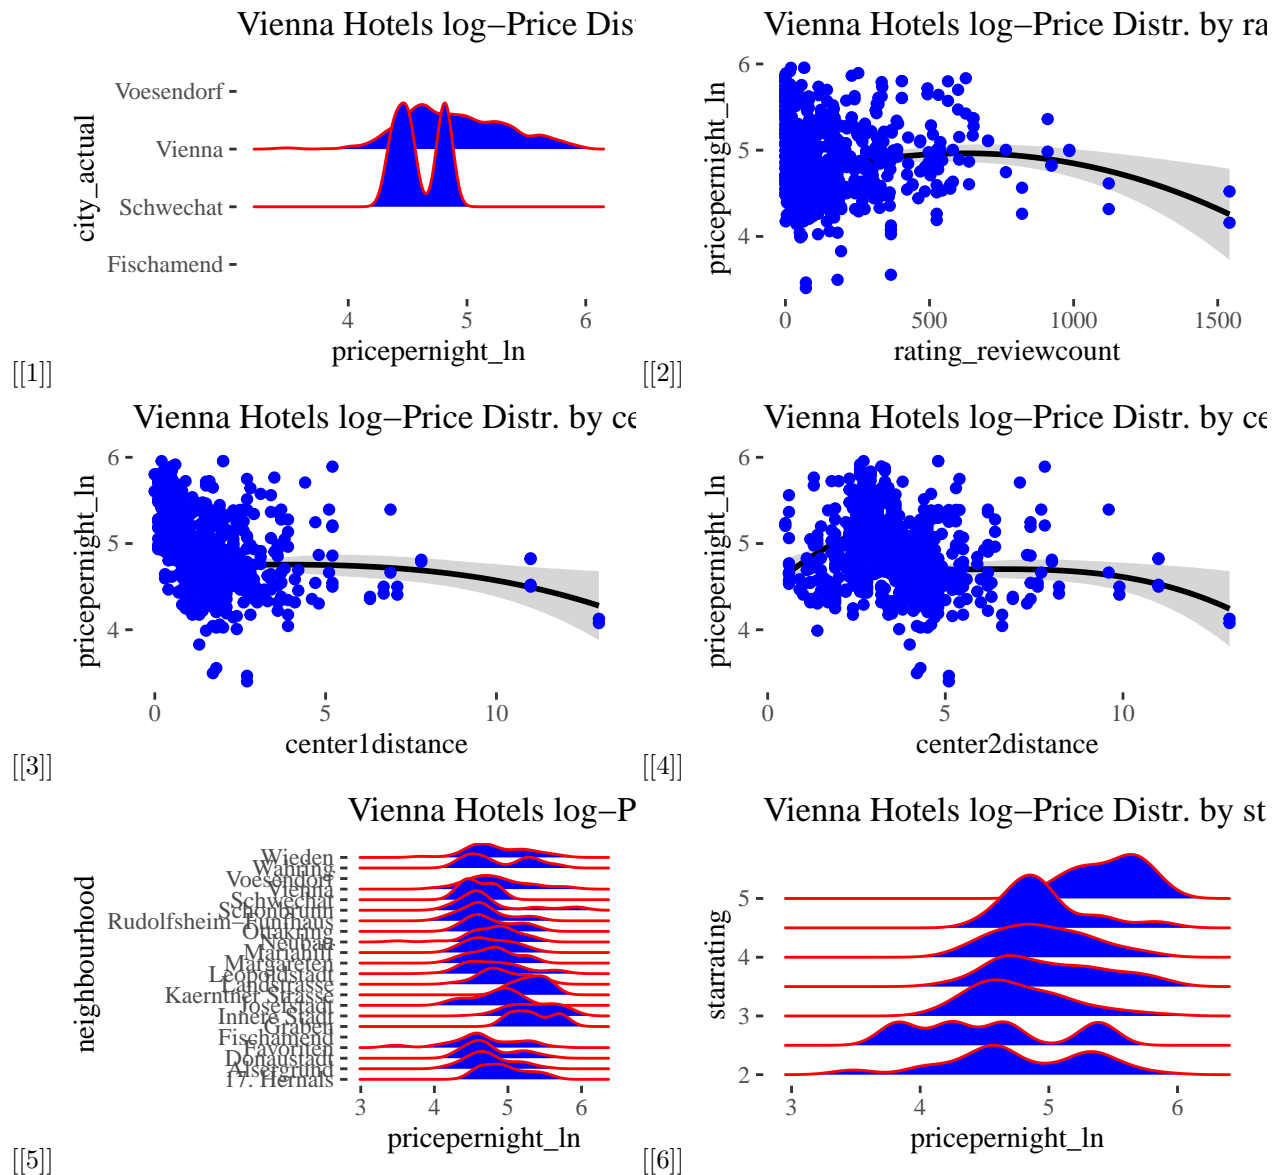 Vienna Hotels log−Price Dis
Voesendorf
Vienna
Schwechat
Fischamend
city_actual
4 5 6
pricepernight_ln
[[1]]
Vienna Hotels log−Price Distr. by ra
6
5
4
pricepernight_ln
0 500 1000 1500
rating_reviewcount
[[2]]
Vienna Hotels log−Price Distr. by ce
6
5
4
pricepernight_ln
0 5 10
center1distance
[[3]]
Vienna Hotels log−Price Distr. by ce
6
5
4
pricepernight_ln
0 5 10
center2distance
[[4]]
Vienna Hotels log−P
Wieden
Wahring
Voesendorf
Vienna
Schwechat
Schonbrunn
Rudolfsheim−Funfhaus
Ottakring
Neubau
Mariahilf
Margareten
Leopoldstadt
Landstrasse
Kaerntner Strasse
Josefstadt
Innere Stadt
Graben
Fischamend
Favoriten
Donaustadt
Alsergrund
17. Hernals
neighbourhood
3 4 5 6
pricepernight_ln
[[5]]
Vienna Hotels log−Price Distr. by st
5
4
3
2
starrating
3 4 5 6
pricepernight_ln
[[6]]